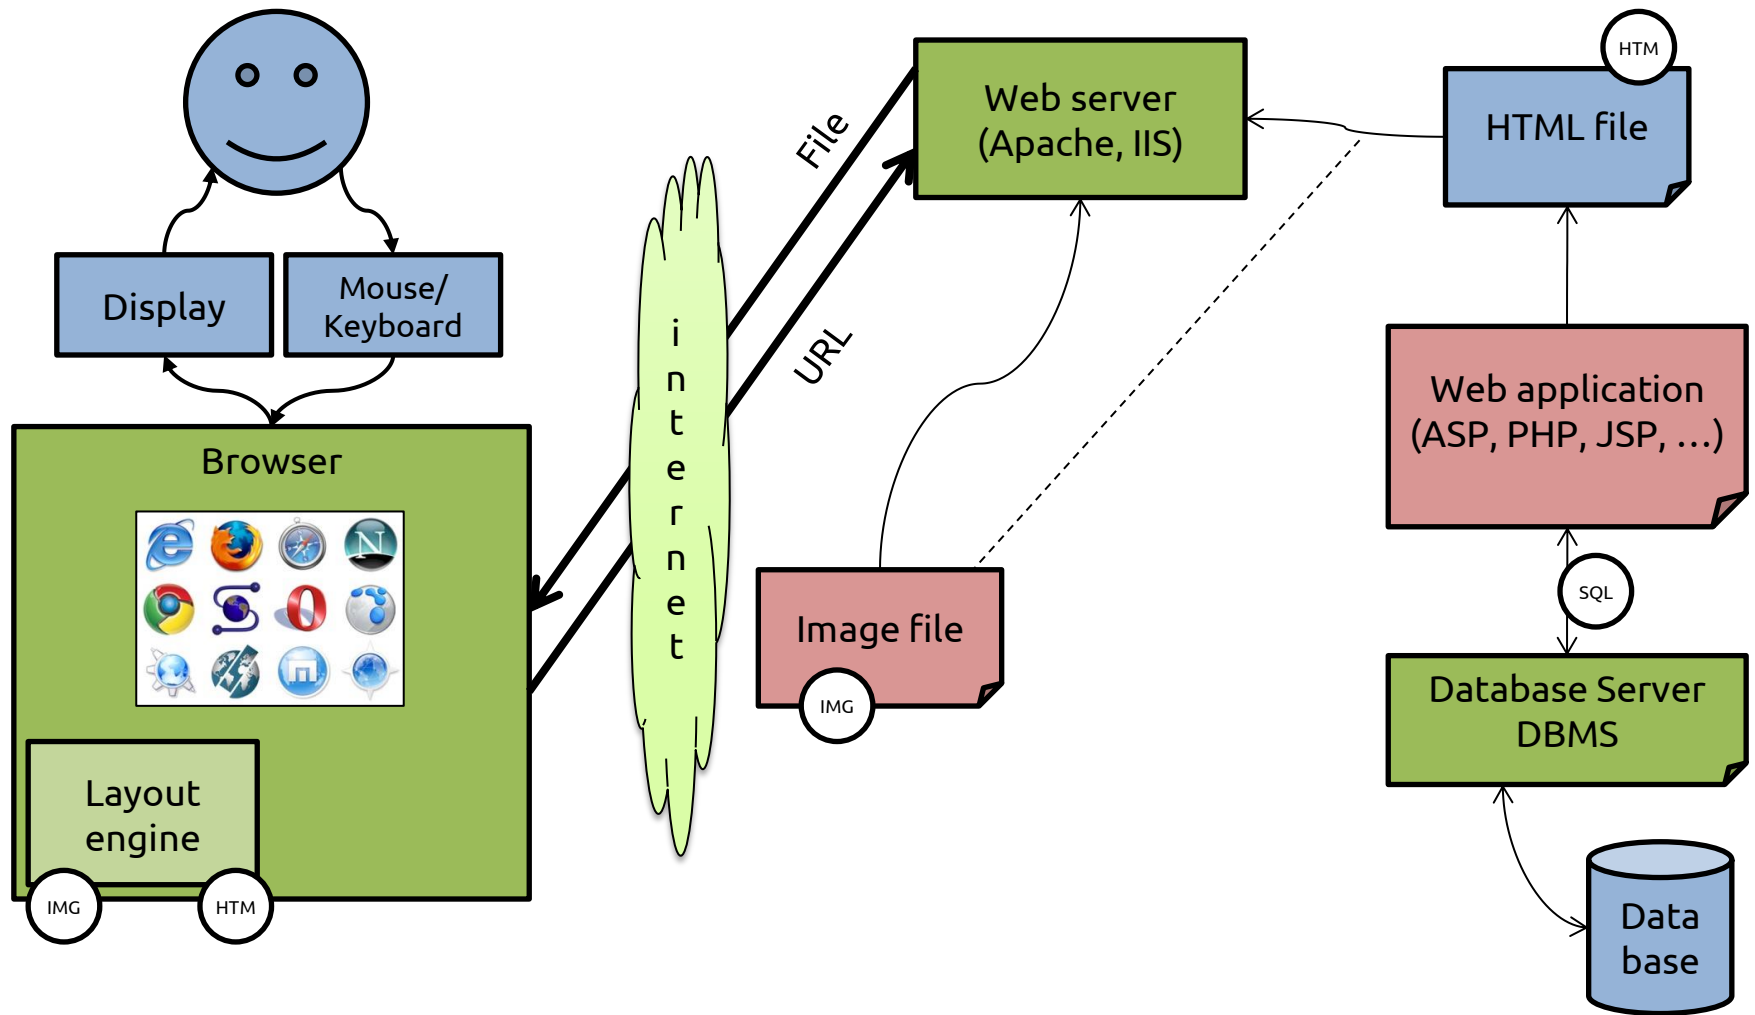 HTM
Web server
(Apache, IIS)
HTML file
File
Display
Mouse/
Keyboard
internet
URL
Web application
(ASP, PHP, JSP, …)
Browser
N
SQL
Image file
IMG
Database Server
DBMS
Layout
engine
IMG
HTM
Data
base